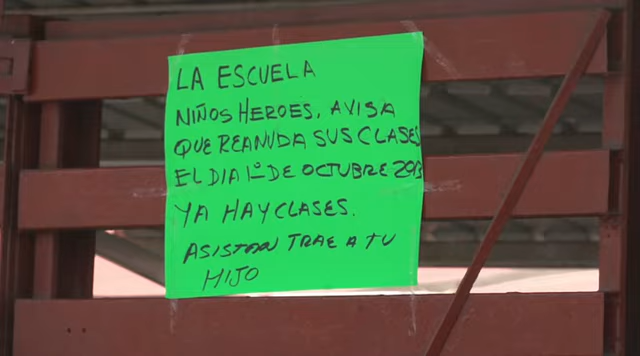 LA ESCUELA
NIÑOS HEROES, AVISA
QUE REANUDA SUS CLASES
EL DIA 1º DE OCTUBRE 2013
YA HAY CLASES.
ASISTAN TRAE A TU
HIJO